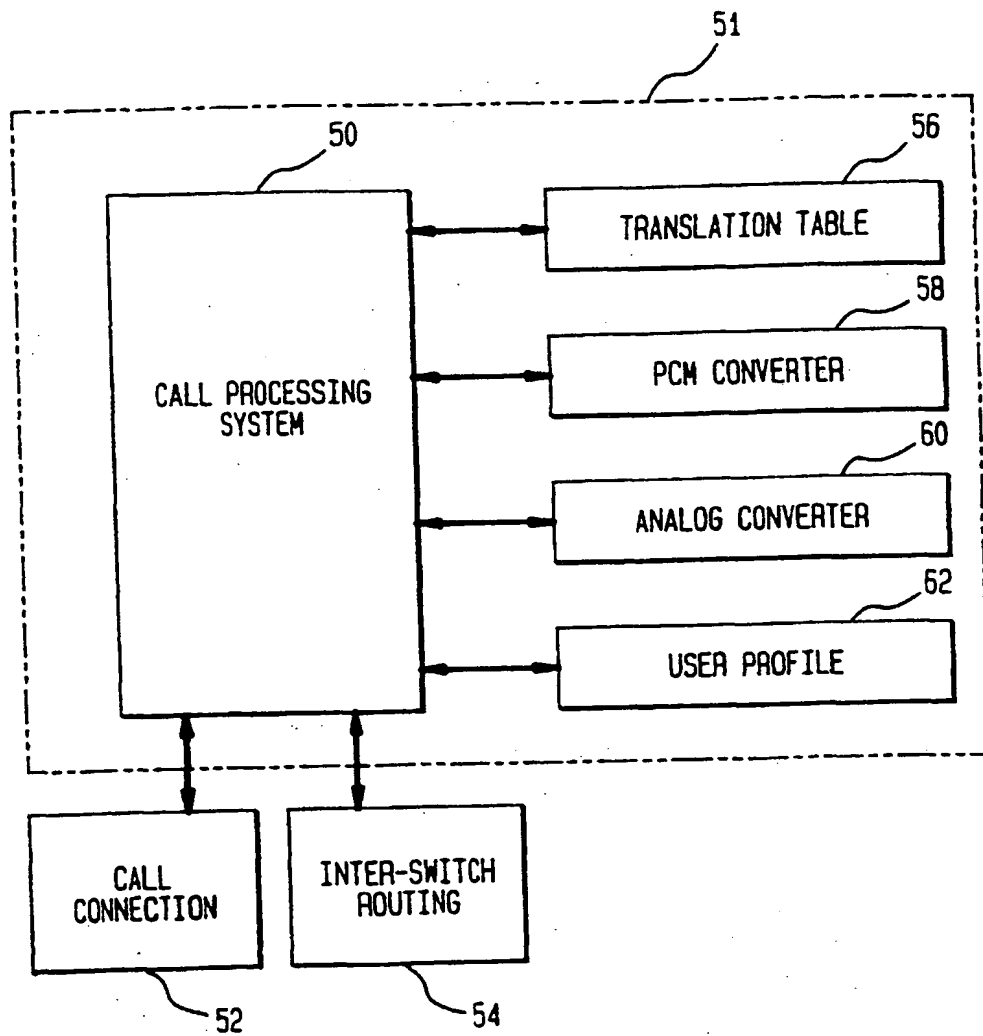 51
50
56
TRANSLATION TABLE
58
PCM CONVERTER
CALL PROCESSING
SYSTEM
60
ANALOG CONVERTER
62
USER PROFILE
CALL
CONNECTION
INTER-SWITCH
ROUTING
52
54